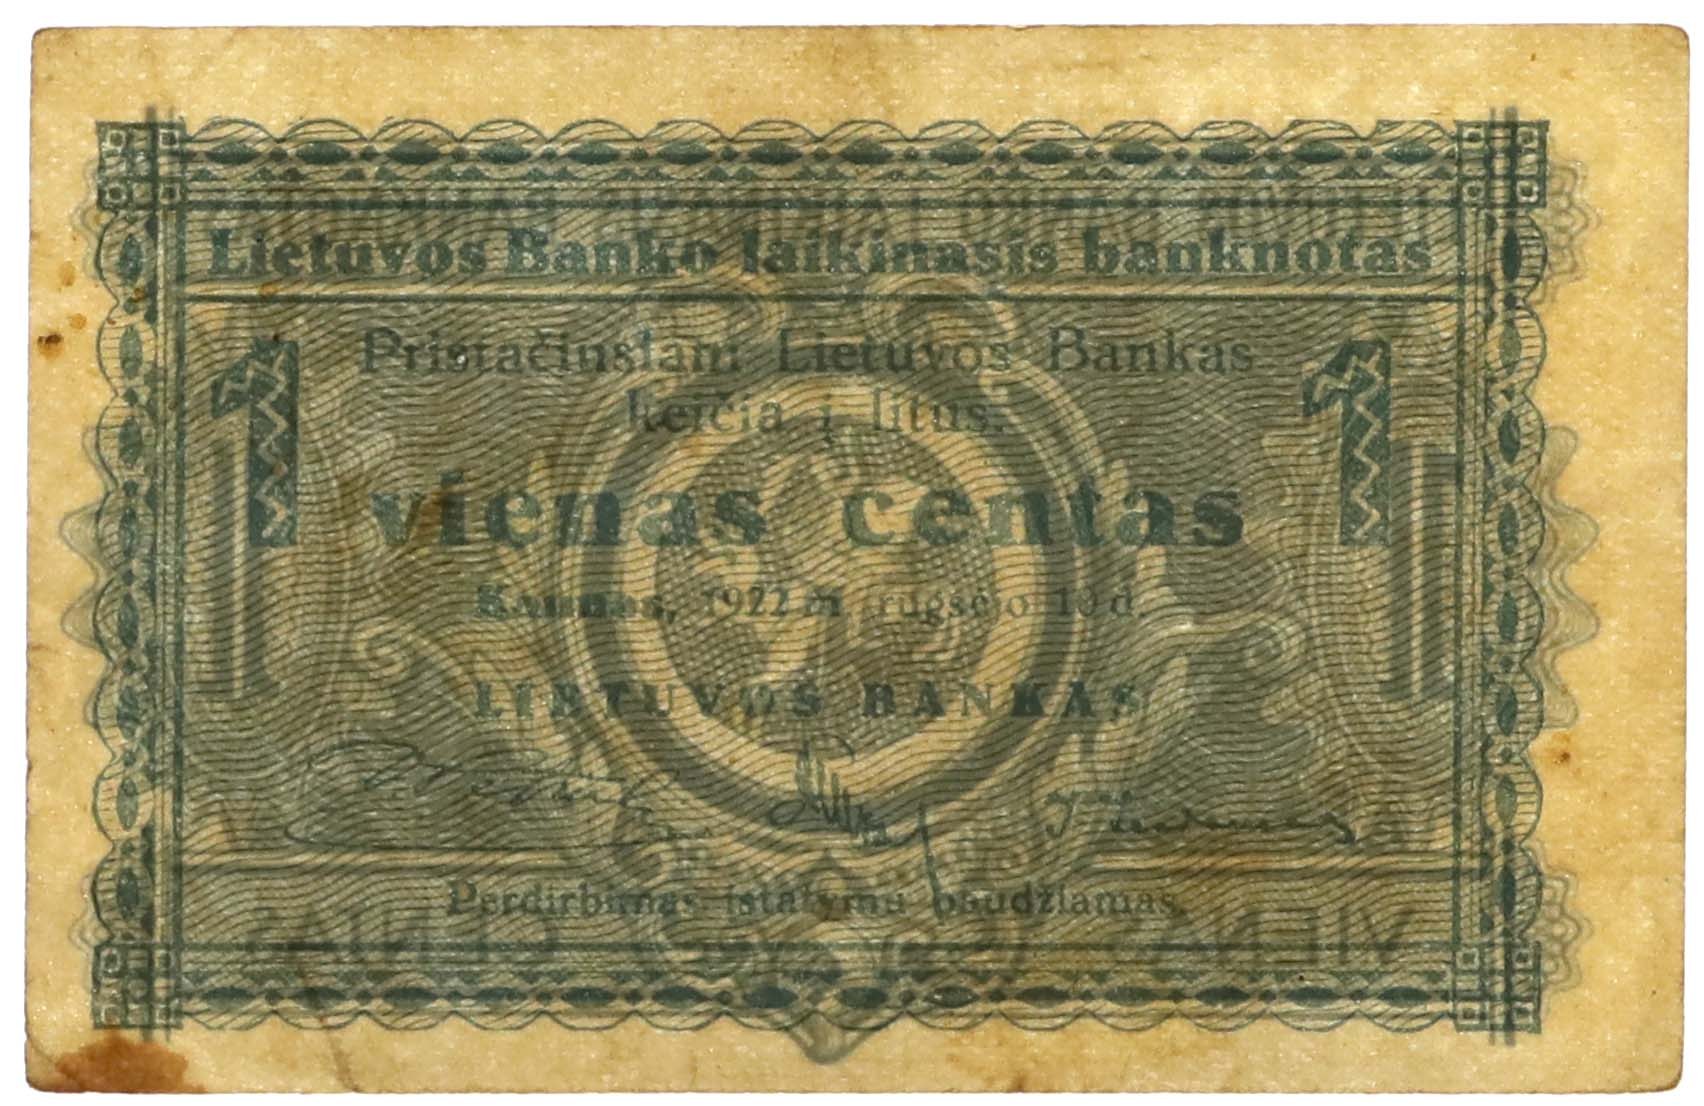 Lietuvos Banko laikinasis banknotas
1 1
Pristačiusiam Lietuvos Bankas
keičia į litus:
vienas centas
Kaunas, 1922 m. rugsėjo 10 d.
LIETUVOS BANKAS
Perdirbimas įstatymu baudžiamas.